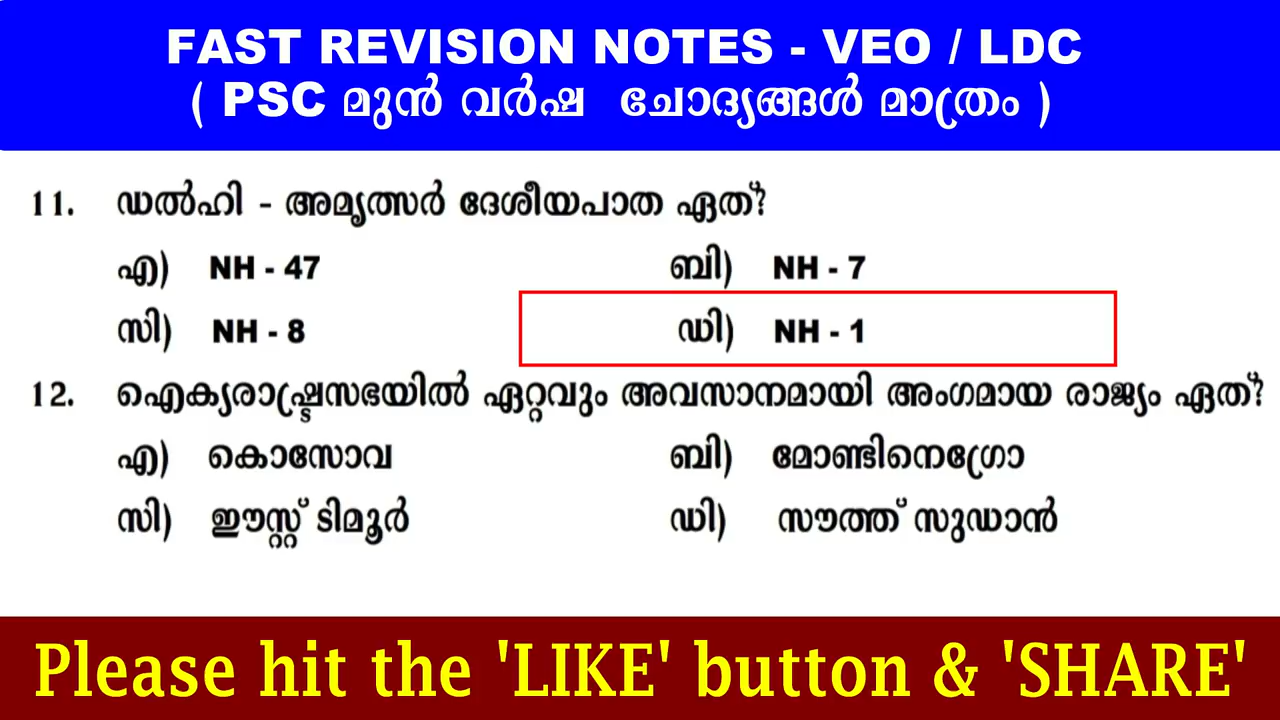 FAST REVISION NOTES - VEO / LDC
( PSC മുൻ വർഷ ചോദ്യങ്ങൾ മാത്രം )
11. ഡൽഹി - അമൃത്സർ ദേശീയപാത ഏത്?
എ) NH - 47 ബി) NH - 7
സി) NH - 8 ഡി) NH - 1
12. ഐക്യരാഷ്ട്രസഭയിൽ ഏറ്റവും അവസാനമായി അംഗമായ രാജ്യം ഏത്?
എ) കൊസോവ ബി) മോണ്ടിനെഗ്രോ
സി) ഈസ്റ്റ് ടിമൂർ ഡി) സൗത്ത് സുഡാൻ
Please hit the 'LIKE' button & 'SHARE'